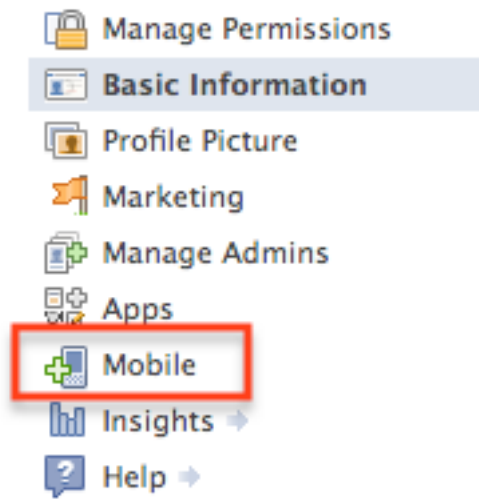 Manage Permissions
Basic Information
Profile Picture
Marketing
Manage Admins
Apps
Mobile
Insights
Help